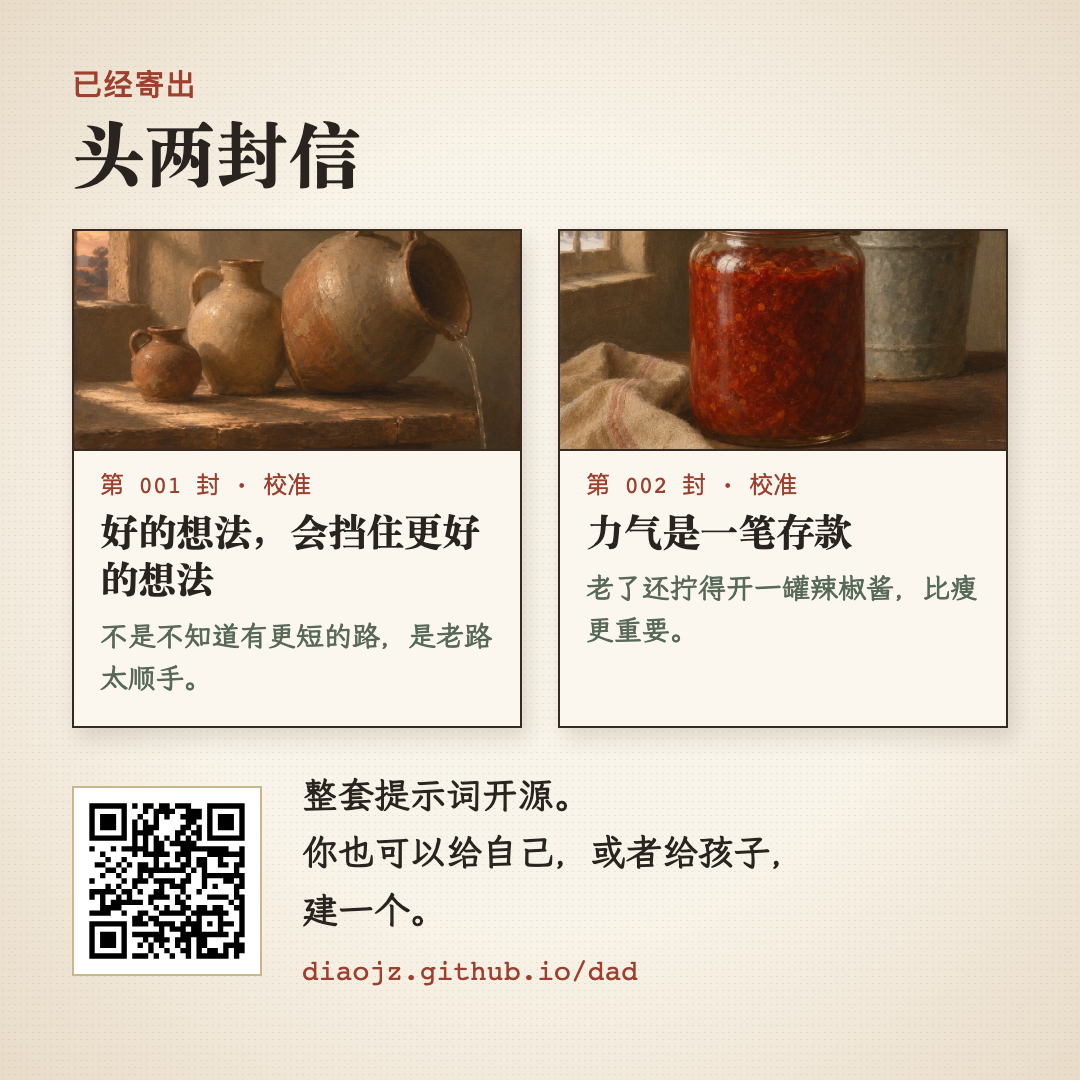 已经寄出
头两封信
第 001 封 · 校准
好的想法，会挡住更好
的想法
不是不知道有更短的路，是老路
太顺手。
第 002 封 · 校准
力气是一笔存款
老了还拧得开一罐辣椒酱，比瘦
更重要。
整套提示词开源。
你也可以给自己，或者给孩子，
建一个。
diaojz.github.io/dad